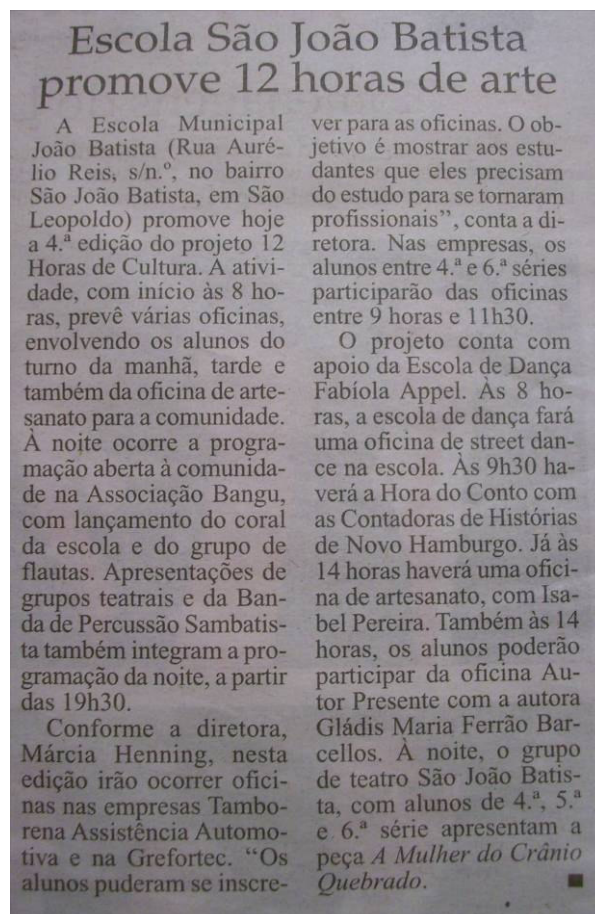 Escola São João Batista
promove 12 horas de arte
A Escola Municipal
João Batista (Rua Auré-
lio Reis, s/n.º, no bairro
São João Batista, em São
Leopoldo) promove hoje
a 4.ª edição do projeto 12
Horas de Cultura. A ativi-
dade, com início às 8 ho-
ras, prevê várias oficinas,
envolvendo os alunos do
turno da manhã, tarde e
também da oficina de arte-
sanato para a comunidade.
À noite ocorre a progra-
mação aberta à comunida-
de na Associação Bangu,
com lançamento do coral
da escola e do grupo de
flautas. Apresentações de
grupos teatrais e da Ban-
da de Percussão Sambatis-
ta também integram a pro-
gramação da noite, a partir
das 19h30.
Conforme a diretora,
Márcia Henning, nesta
edição irão ocorrer ofici-
nas nas empresas Tambo-
rena Assistência Automo-
tiva e na Grefortec. “Os
alunos puderam se inscre-
ver para as oficinas. O ob-
jetivo é mostrar aos estu-
dantes que eles precisam
do estudo para se tornaram
profissionais”, conta a di-
retora. Nas empresas, os
alunos entre 4.ª e 6.ª séries
participarão das oficinas
entre 9 horas e 11h30.
O projeto conta com
apoio da Escola de Dança
Fabíola Appel. Às 8 ho-
ras, a escola de dança fará
uma oficina de street dan-
ce na escola. Às 9h30 ha-
verá a Hora do Conto com
as Contadoras de Histórias
de Novo Hamburgo. Já às
14 horas haverá uma ofici-
na de artesanato, com Isa-
bel Pereira. Também às 14
horas, os alunos poderão
participar da oficina Au-
tor Presente com a autora
Gládis Maria Ferrão Bar-
cellos. À noite, o grupo
de teatro São João Batis-
ta, com alunos de 4.ª, 5.ª
e 6.ª série apresentam a
peça A Mulher do Crânio
Quebrado.